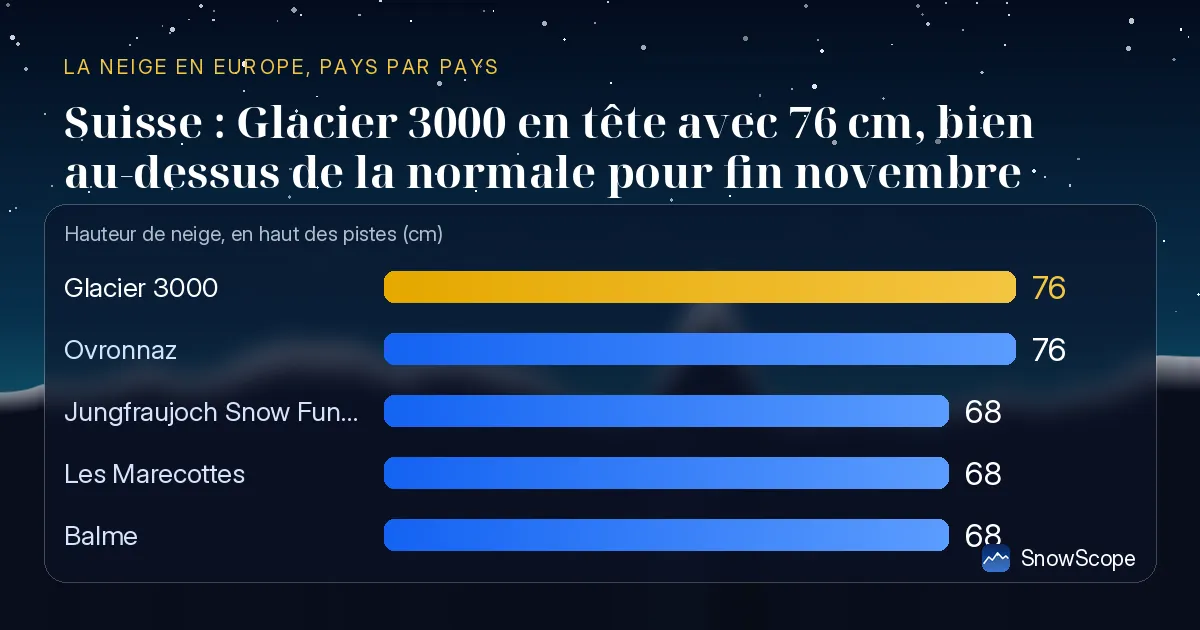 LA NEIGE EN EUROPE, PAYS PAR PAYS
Suisse : Glacier 3000 en tête avec 76 cm, bien
au-dessus de la normale pour fin novembre
Hauteur de neige, en haut des pistes (cm)
Glacier 3000 76
Ovronnaz 76
Jungfraujoch Snow Fun... 68
Les Marecottes 68
Balme 68
SnowScope